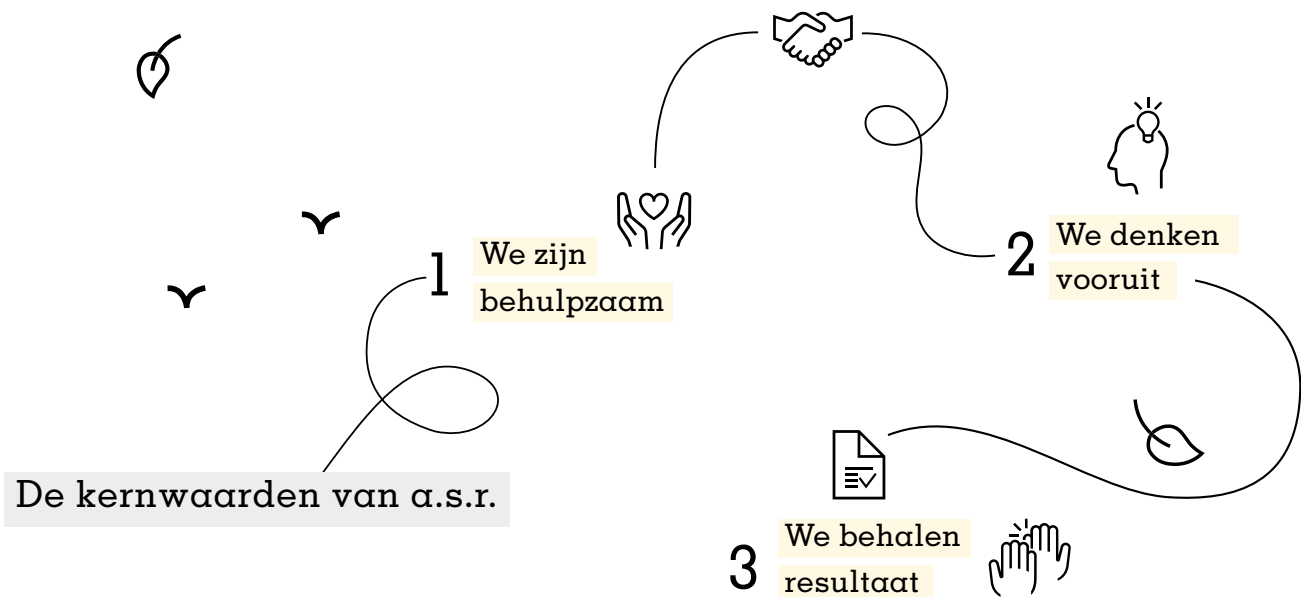 De kernwaarden van a.s.r.
1
We zijn
behulpzaam
2
We denken
vooruit
3
We behalen
resultaat